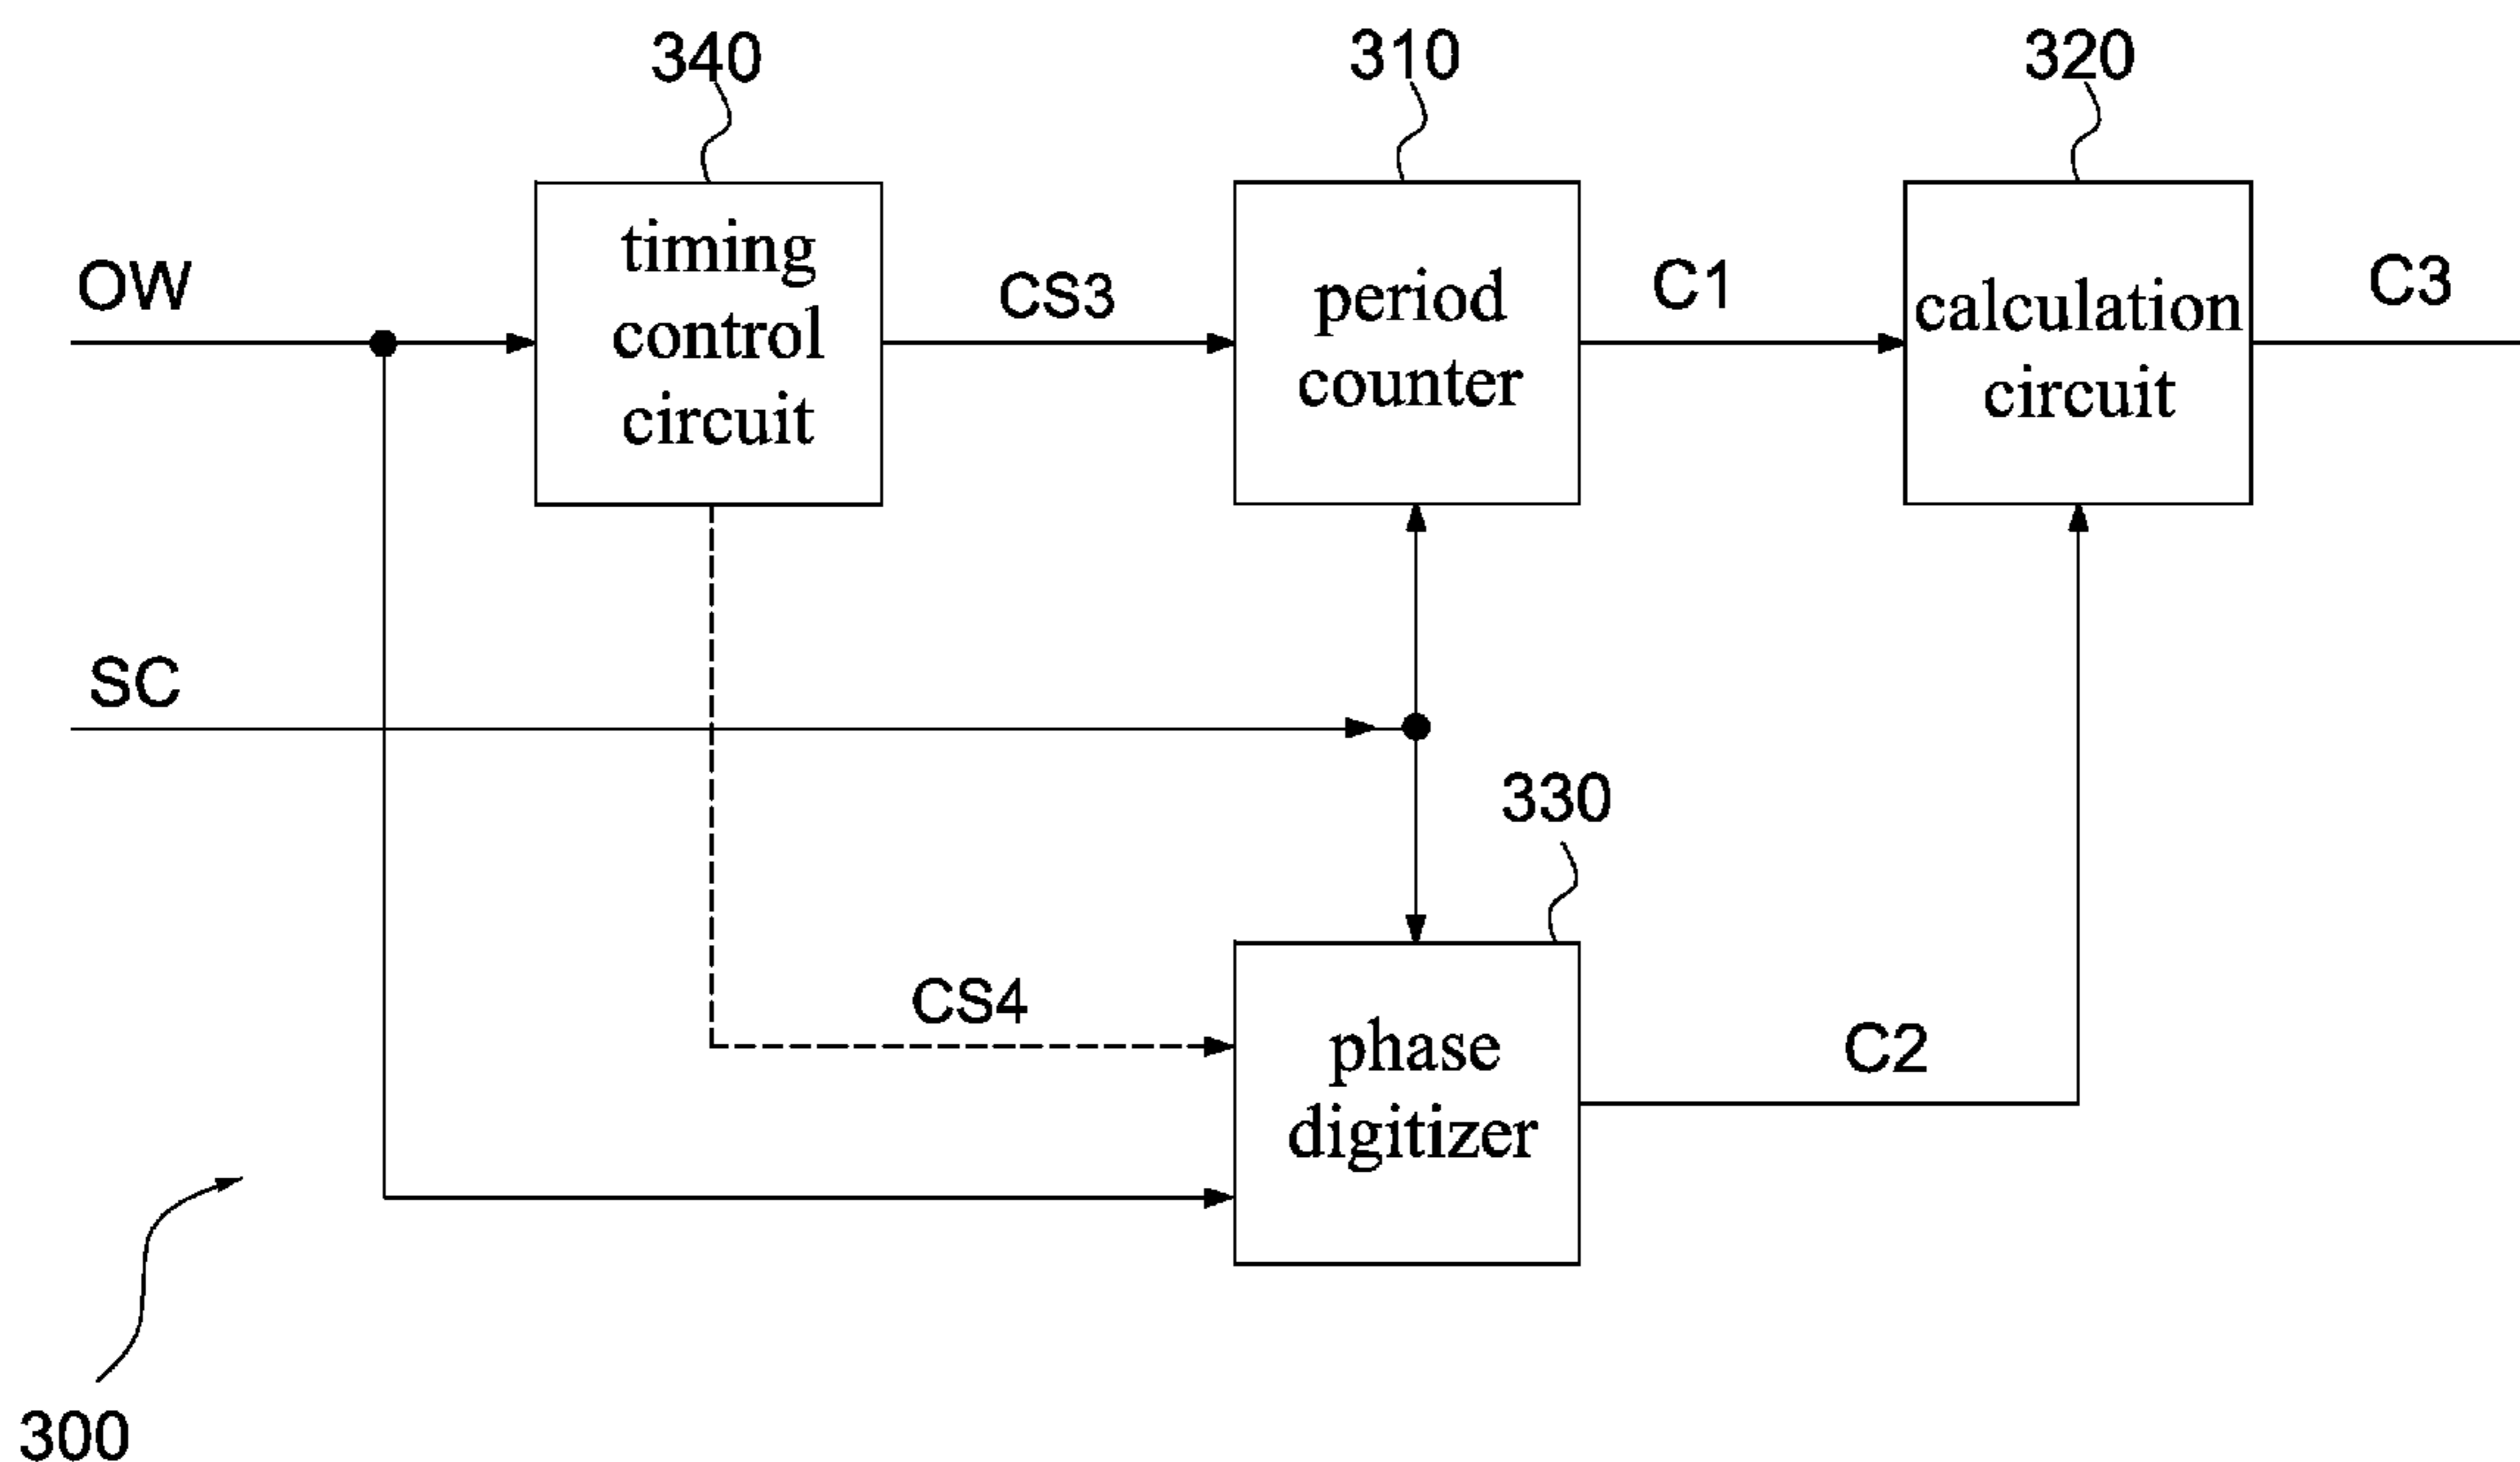 340
310
320
OW
timing
control
circuit
CS3
period
counter
C1
calculation
circuit
C3
SC
330
CS4
phase
digitizer
C2
300